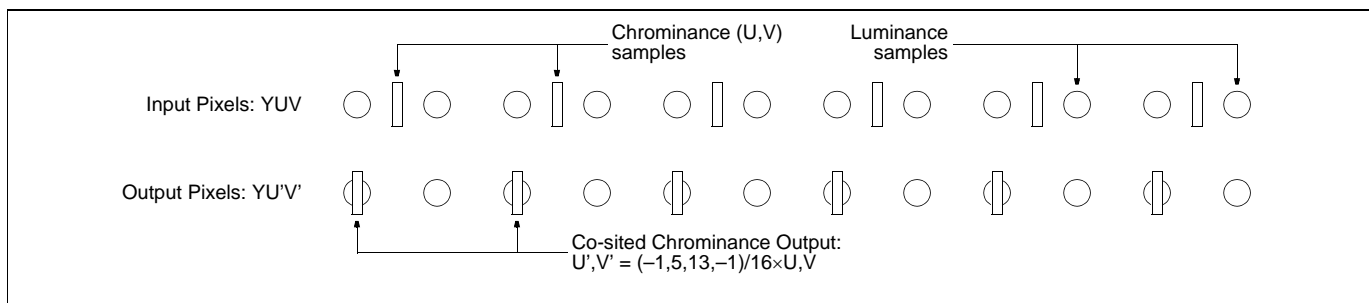 Chrominance (U,V)
samples
Luminance
samples
Input Pixels: YUV
Output Pixels: YU'V'
Co-sited Chrominance Output:
U',V' = (–1,5,13,–1)/16×U,V